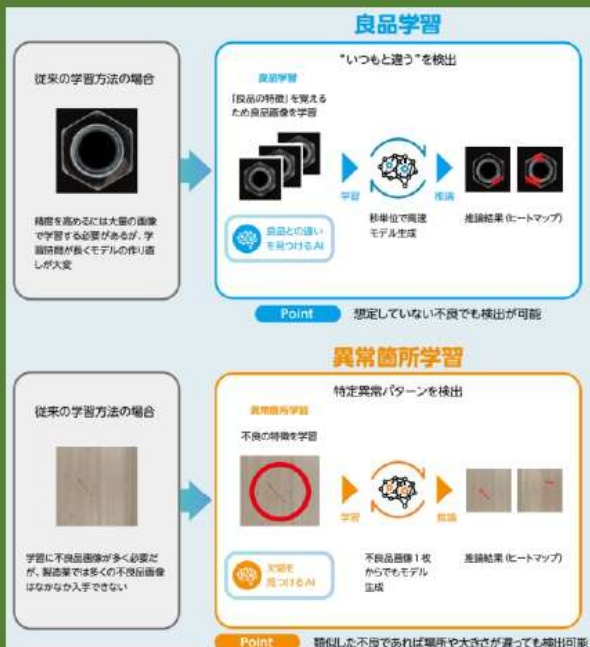 良品学習
従来の学習方法の場合
精度を高めるには大量の画像
で学習する必要があるが、学
習時間が長くモデルの作り直
しが大変
"いつもと違う"を検出
良品学習
「良品の特徴」を覚える
ため良品画像を学習
学習
推論
良品との違い
を見つけるAI
秒単位で高速
モデル生成
推論結果(ヒートマップ)
Point 想定していない不良でも検出が可能
異常箇所学習
従来の学習方法の場合
学習に不良品画像が多く必要だ
が、製造業では多くの不良品画像
はなかなか入手できない
特定異常パターンを検出
異常箇所学習
不良の特徴を学習
学習
推論
欠陥を
見つけるAI
不良品画像1枚
からでもモデル
生成
推論結果(ヒートマップ)
Point 類似した不良であれば場所や大きさが違っても検出可能